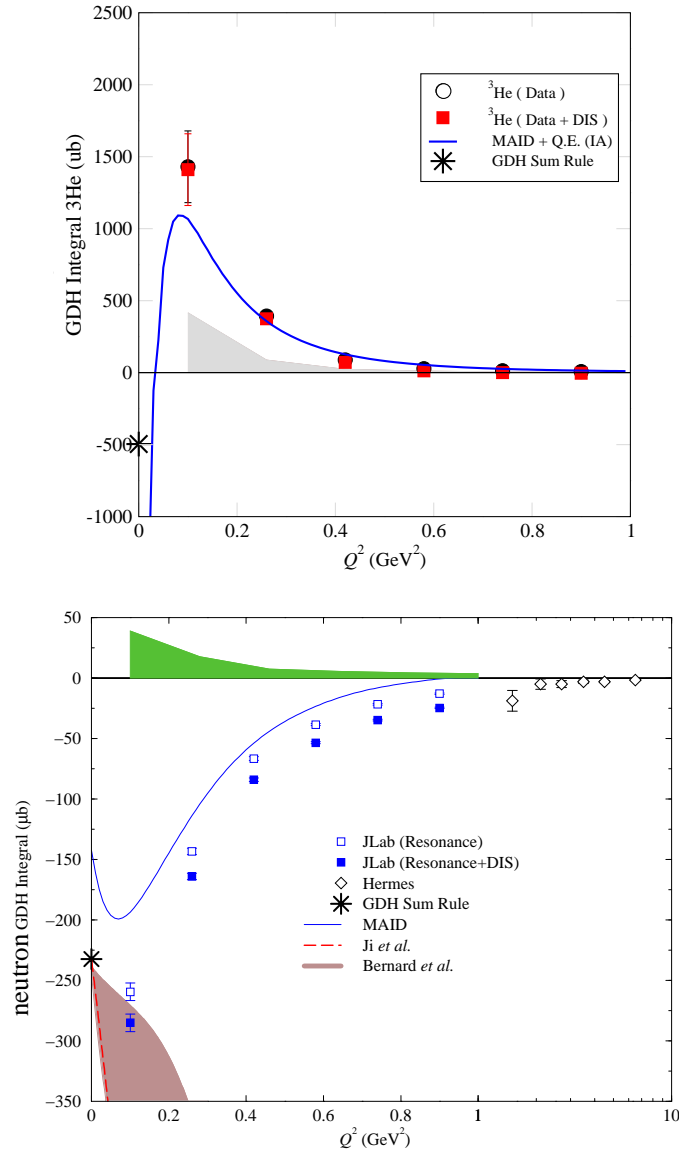 2500
2000
1500
1000
500
0
-500
-1000
GDH Integral 3He (ub)
³He ( Data )
³He ( Data + DIS )
MAID + Q.E. (IA)
GDH Sum Rule
0 0.2 0.4 0.6 0.8 1
Q² (GeV²)
50
0
−50
−100
−150
−200
−250
−300
−350
neutron GDH Integral (μb)
JLab (Resonance)
JLab (Resonance+DIS)
Hermes
GDH Sum Rule
MAID
Ji et al.
Bernard et al.
0 0.2 0.4 0.6 0.8 1 10
Q² (GeV²)